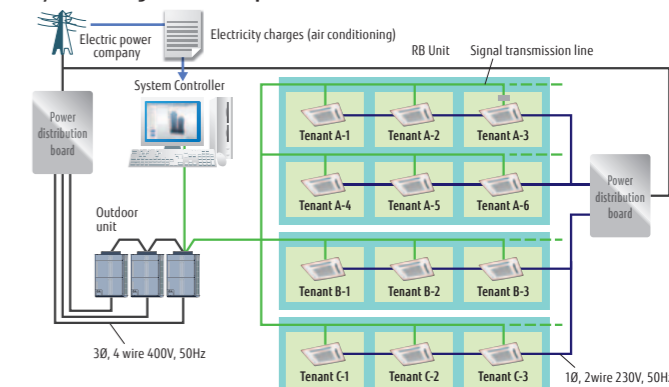 Electric power
company
Electricity charges (air conditioning)
RB Unit
Signal transmission line
System Controller
Power
distribution
board
Tenant A-1
Tenant A-2
Tenant A-3
Tenant A-4
Tenant A-5
Tenant A-6
Power
distribution
board
Outdoor
unit
Tenant B-1
Tenant B-2
Tenant B-3
3Ø, 4 wire 400V, 50Hz
Tenant C-1
Tenant C-2
Tenant C-3
1Ø, 2wire 230V, 50Hz